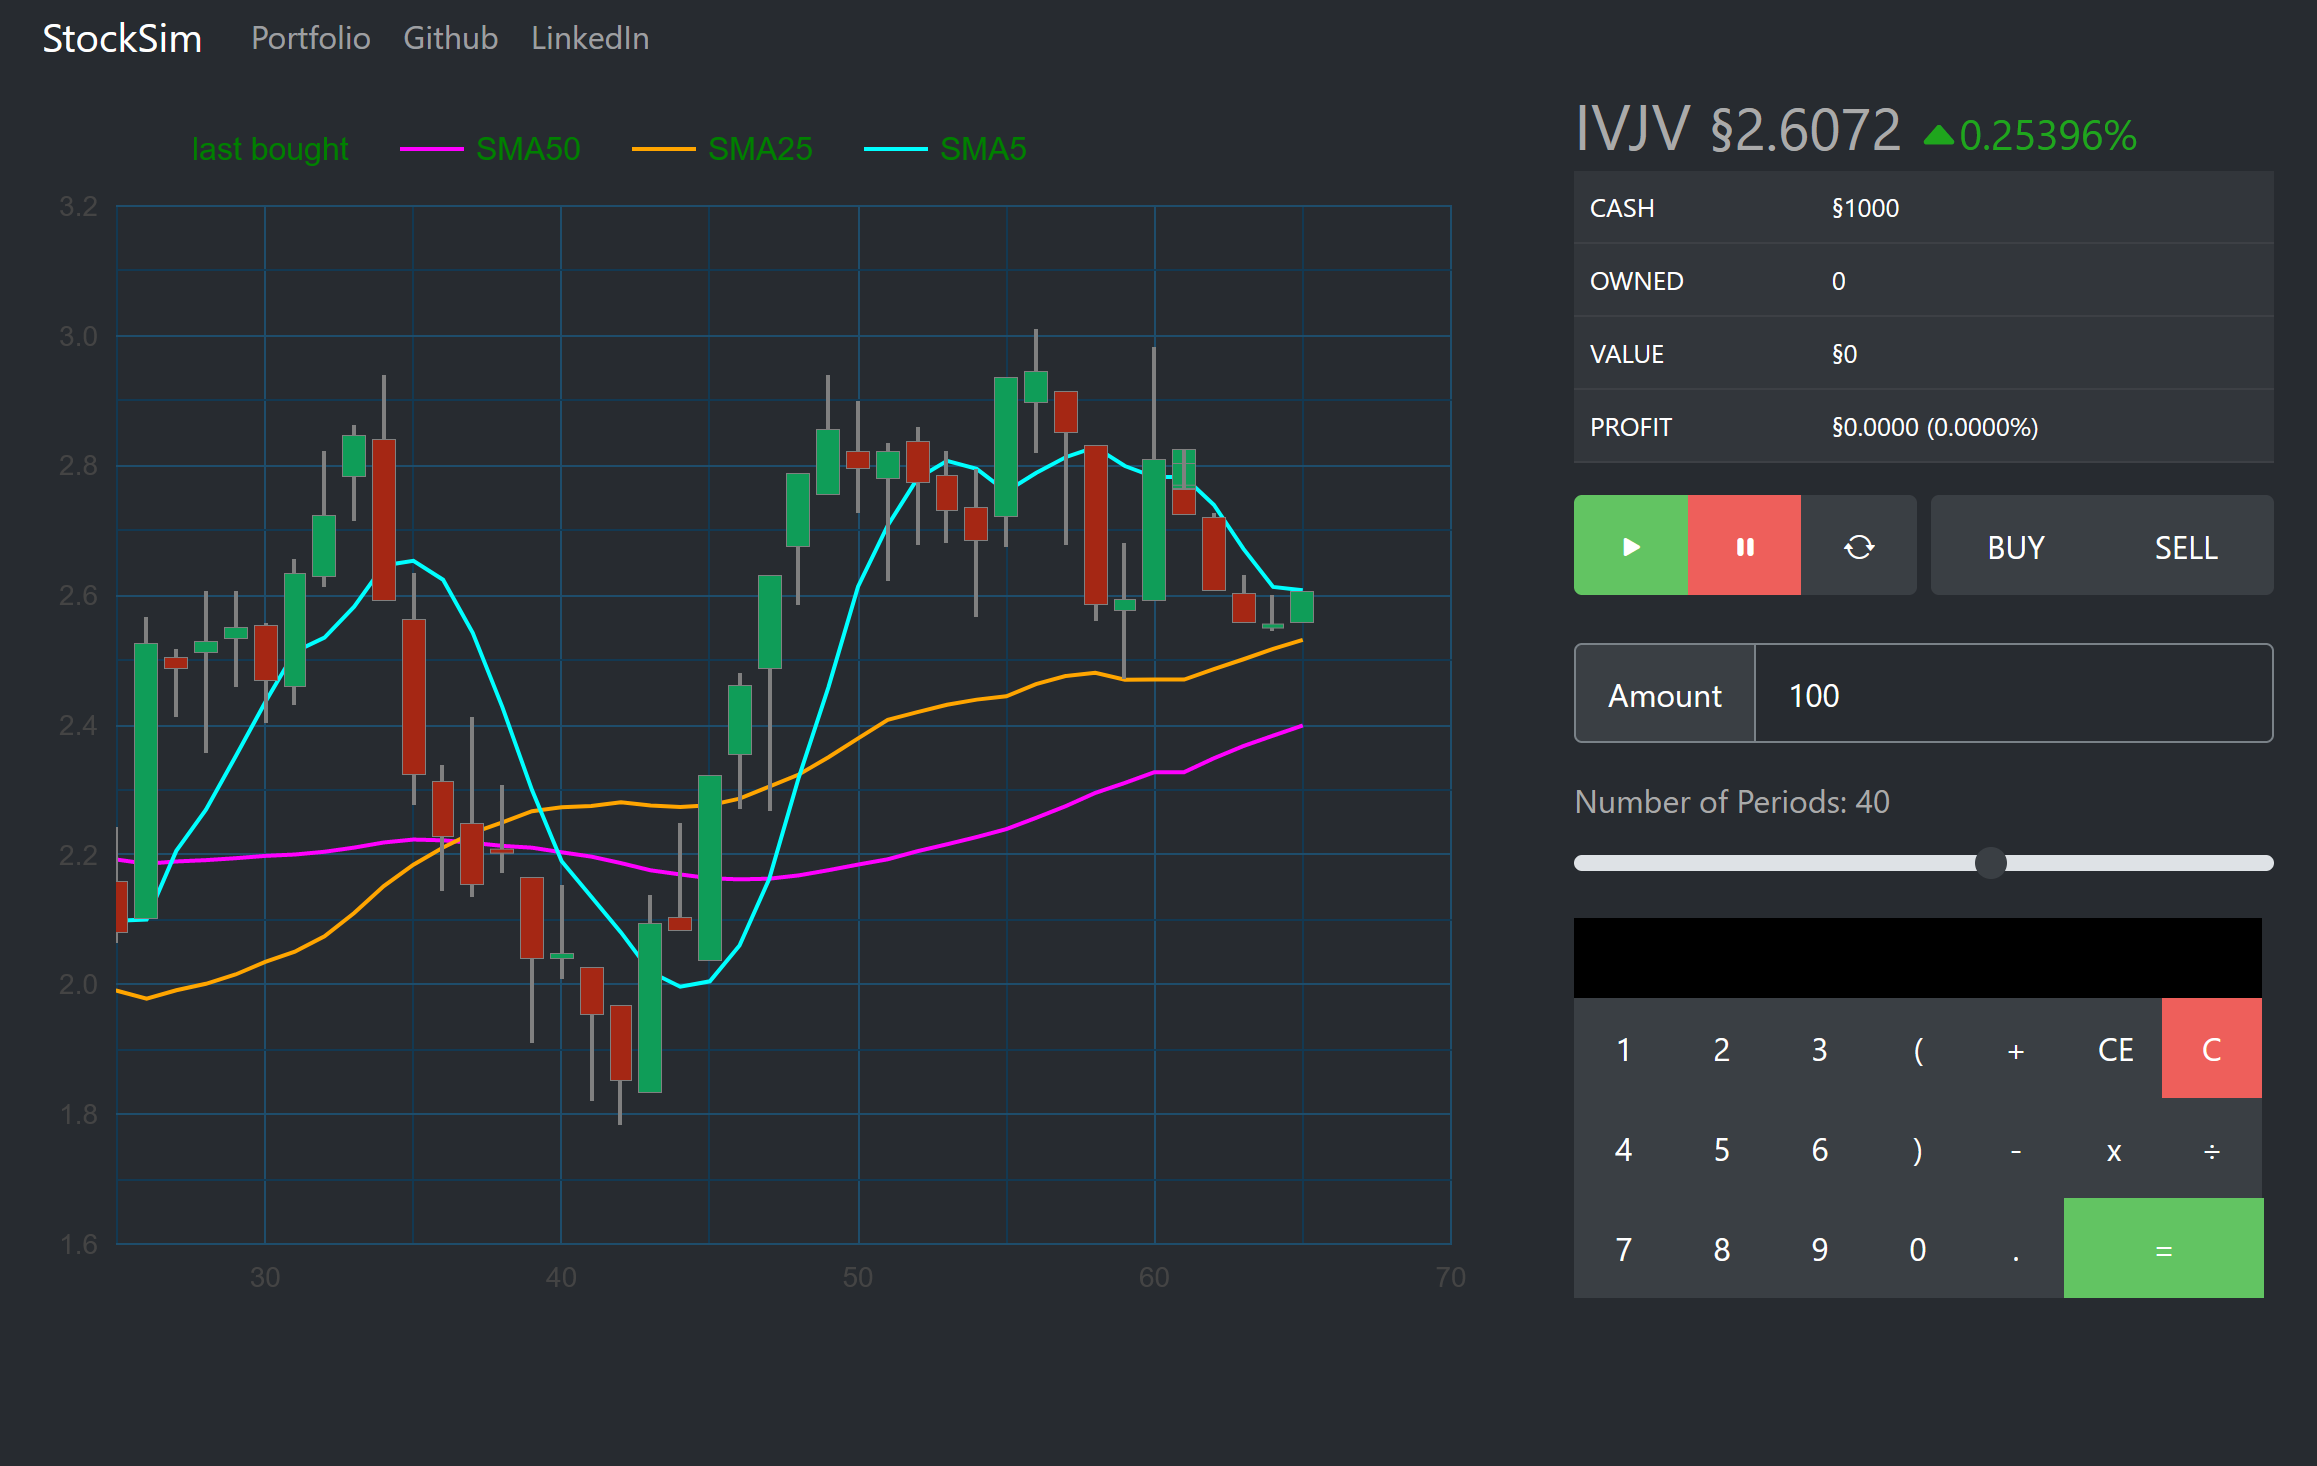 StockSim Portfolio Github LinkedIn
last bought SMA50 SMA25 SMA5
3.2
3.0
2.8
2.6
2.4
2.2
2.0
1.8
1.6
30 40 50 60 70
IVJV §2.6072 0.25396%
CASH §1000
OWNED 0
VALUE §0
PROFIT §0.0000 (0.0000%)
BUY SELL
Amount 100
Number of Periods: 40
1 2 3 ( + CE C
4 5 6 ) - x ÷
7 8 9 0 . =